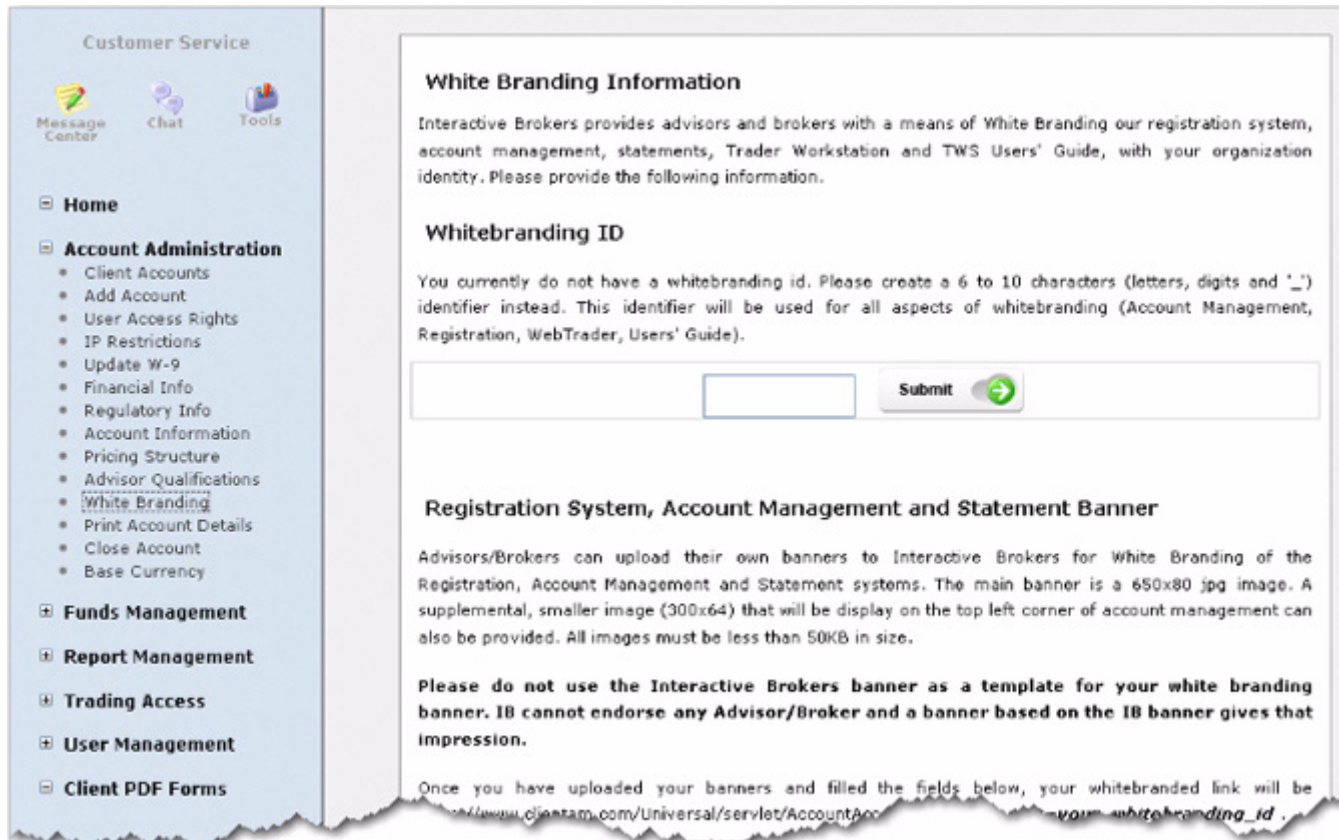 Customer Service
Message Center
Chat
Tools
Home
Account Administration
Client Accounts
Add Account
User Access Rights
IP Restrictions
Update W-9
Financial Info
Regulatory Info
Account Information
Pricing Structure
Advisor Qualifications
White Branding
Print Account Details
Close Account
Base Currency
Funds Management
Report Management
Trading Access
User Management
Client PDF Forms
White Branding Information
Interactive Brokers provides advisors and brokers with a means of White Branding our registration system,
account management, statements, Trader Workstation and TWS Users' Guide, with your organization
identity. Please provide the following information.
Whitebranding ID
You currently do not have a whitebranding id. Please create a 6 to 10 characters (letters, digits and '_')
identifier instead. This identifier will be used for all aspects of whitebranding (Account Management,
Registration, WebTrader, Users' Guide).
Submit
Registration System, Account Management and Statement Banner
Advisors/Brokers can upload their own banners to Interactive Brokers for White Branding of the
Registration, Account Management and Statement systems. The main banner is a 650x80 jpg image. A
supplemental, smaller image (300x64) that will be display on the top left corner of account management can
also be provided. All images must be less than 50KB in size.
Please do not use the Interactive Brokers banner as a template for your white branding
banner. IB cannot endorse any Advisor/Broker and a banner based on the IB banner gives that
impression.
Once you have uploaded your banners and filled the fields below, your whitebranded link will be
www.clientam.com/Universal/servlet/AccountAcc your_whitebranding_id .